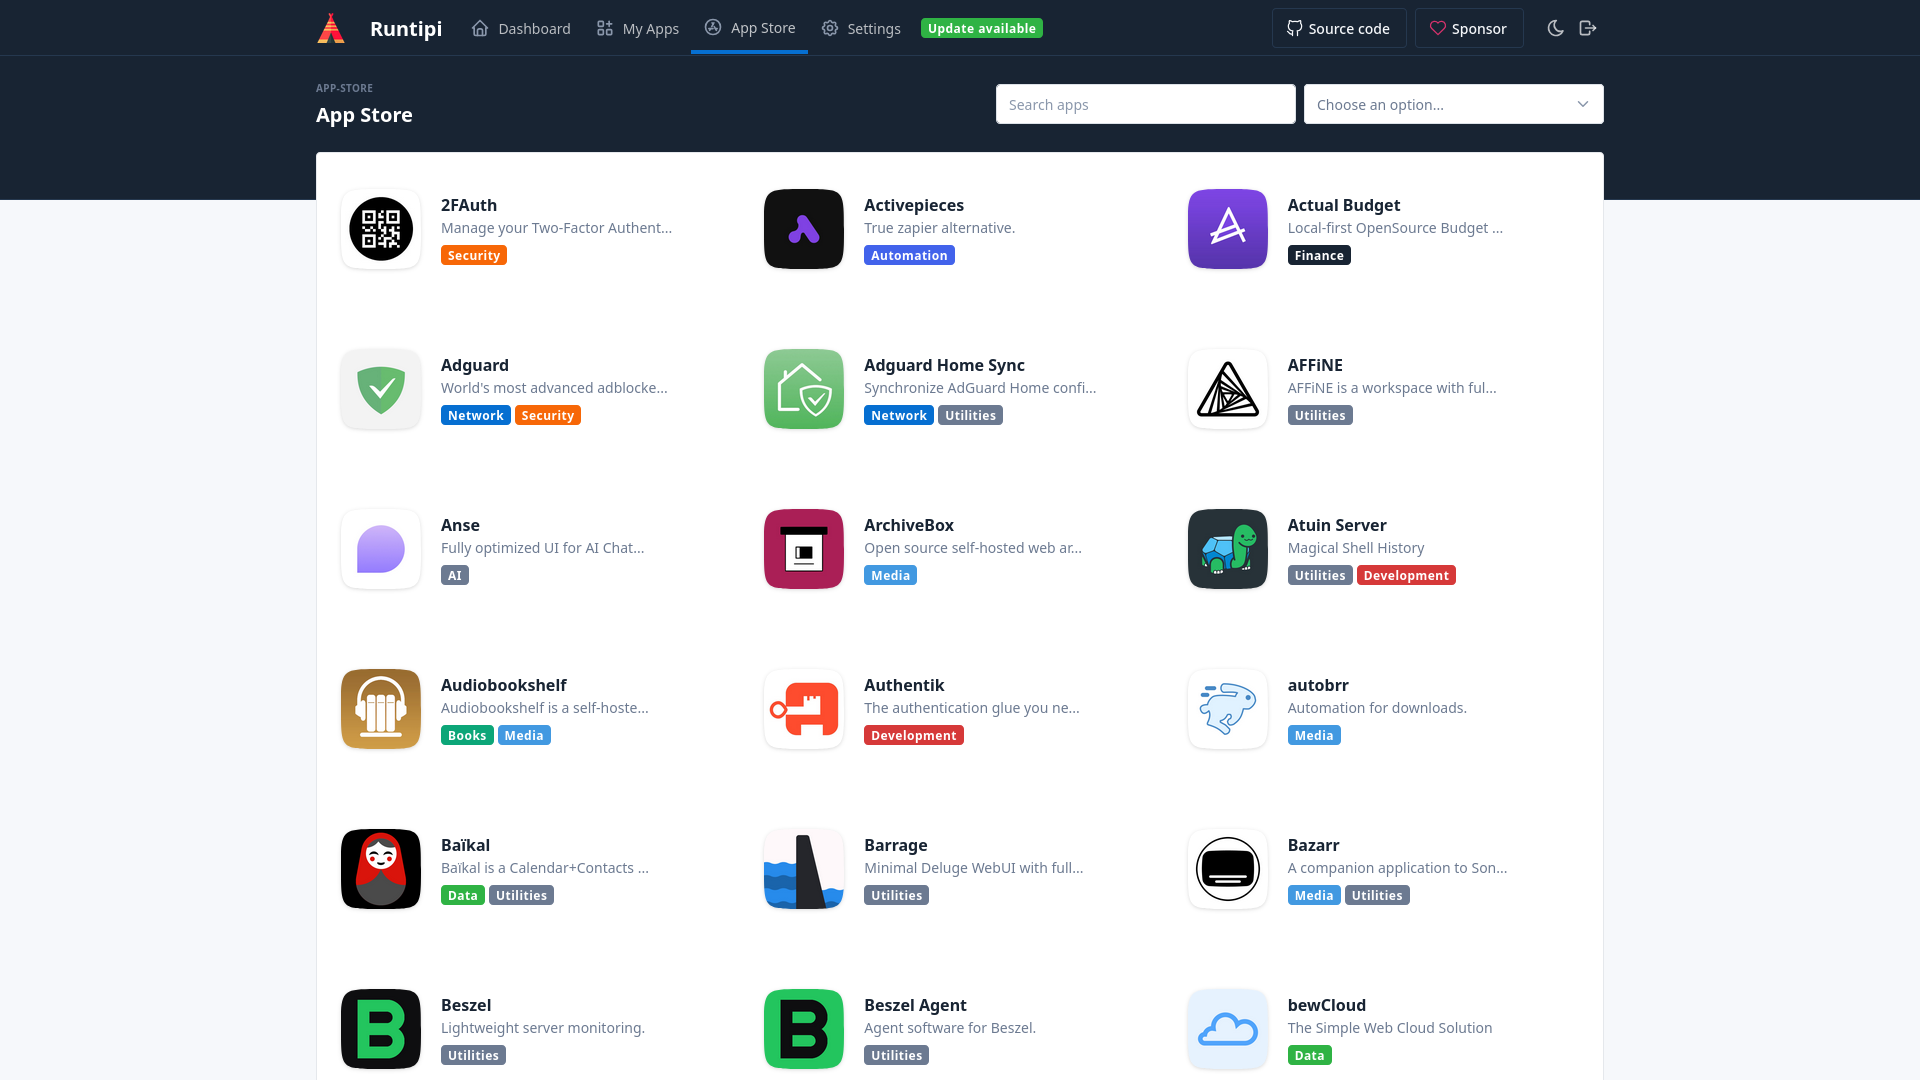 Runtipi Dashboard My Apps App Store Settings Update available Source code Sponsor
APP-STORE
App Store
Search apps
Choose an option...
2FAuth
Manage your Two-Factor Authent...
Security
Activepieces
True zapier alternative.
Automation
Actual Budget
Local-first OpenSource Budget ...
Finance
Adguard
World's most advanced adblocke...
Network Security
Adguard Home Sync
Synchronize AdGuard Home confi...
Network Utilities
AFFiNE
AFFiNE is a workspace with ful...
Utilities
Anse
Fully optimized UI for AI Chat...
AI
ArchiveBox
Open source self-hosted web ar...
Media
Atuin Server
Magical Shell History
Utilities Development
Audiobookshelf
Audiobookshelf is a self-hoste...
Books Media
Authentik
The authentication glue you ne...
Development
autobrr
Automation for downloads.
Media
Baïkal
Baïkal is a Calendar+Contacts ...
Data Utilities
Barrage
Minimal Deluge WebUI with full...
Utilities
Bazarr
A companion application to Son...
Media Utilities
Beszel
Lightweight server monitoring.
Utilities
Beszel Agent
Agent software for Beszel.
Utilities
bewCloud
The Simple Web Cloud Solution
Data